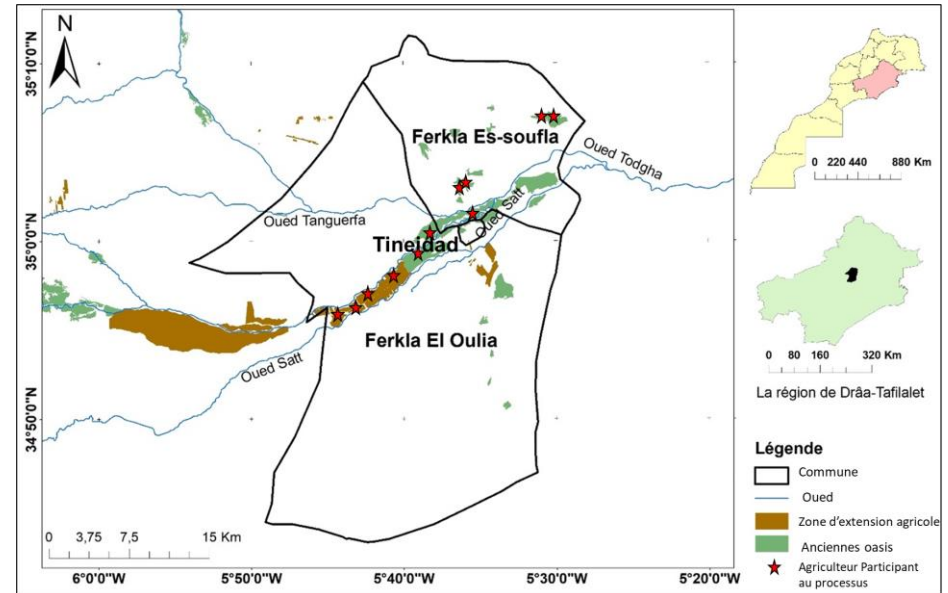 N
35°10'0"N
35°0'0"N
34°50'0"N
Ferkla Es-soufla
Oued Todgha
Oued Tanguerfa
Oued Satt
Tinejdad
Ferkla El Oulia
Oued Satt
0 3,75 7,5 15 Km
6°0'0"W 5°50'0"W 5°40'0"W 5°30'0"W 5°20'0"W
0 220 440 880 Km
0 80 160 320 Km
La région de Drâa-Tafilalet
Légende
Commune
Oued
Zone d'extension agricole
Anciennes oasis
Agriculteur Participant
au processus